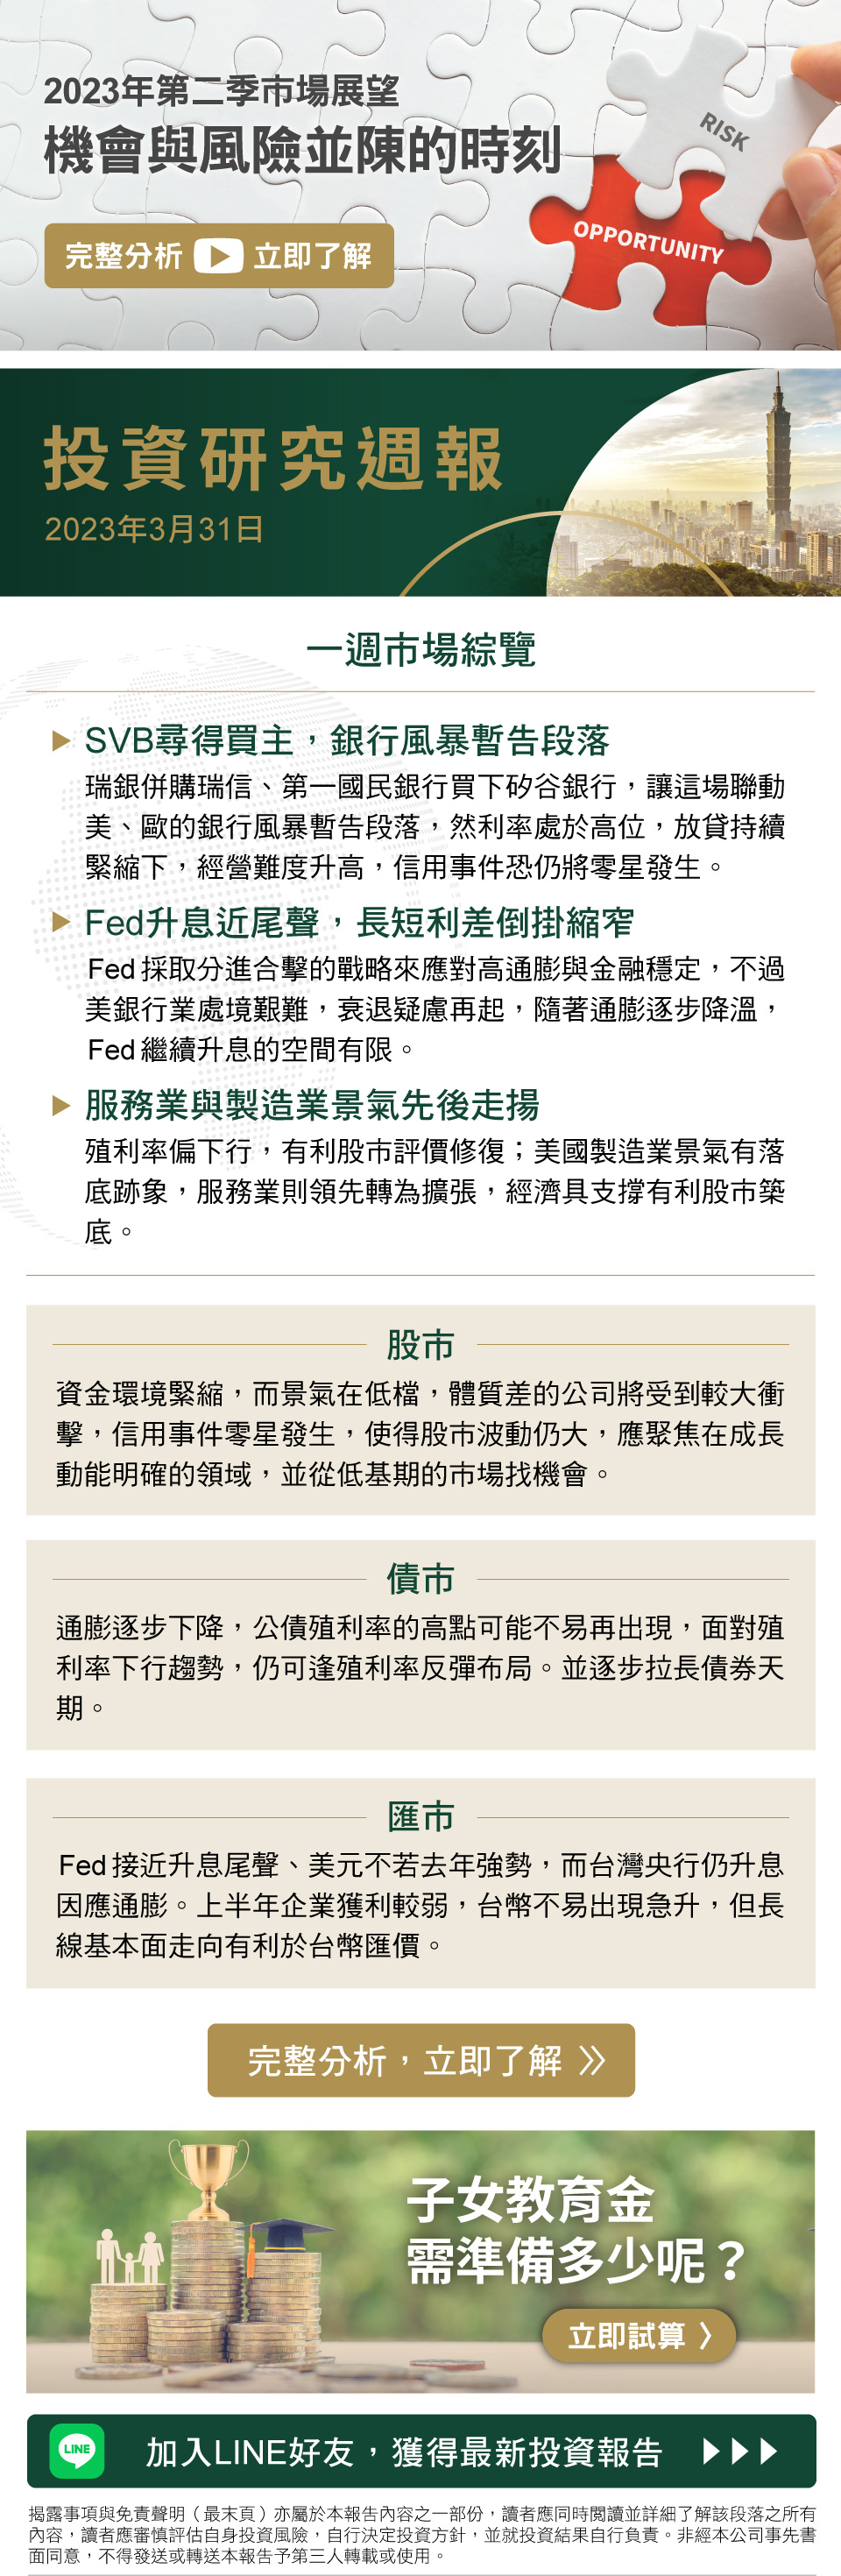 2023年第二季市場展望
機會與風險並陳的時刻
RISK
OPPORTUNITY
完整分析 立即了解
投資研究週報
2023年3月31日
一週市場綜覽
SVB尋得買主，銀行風暴暫告段落
瑞銀併購瑞信、第一國民銀行買下矽谷銀行，讓這場聯動
美、歐的銀行風暴暫告段落，然利率處於高位，放貸持續
緊縮下，經營難度升高，信用事件恐仍將零星發生。
Fed升息近尾聲，長短利差倒掛縮窄
Fed 採取分進合擊的戰略來應對高通膨與金融穩定，不過
美銀行業處境艱難，衰退疑慮再起，隨著通膨逐步降溫，
Fed 繼續升息的空間有限。
服務業與製造業景氣先後走揚
殖利率偏下行，有利股市評價修復；美國製造業景氣有落
底跡象，服務業則領先轉為擴張，經濟具支撐有利股市築
底。
股市
資金環境緊縮，而景氣在低檔，體質差的公司將受到較大衝
擊，信用事件零星發生，使得股市波動仍大，應聚焦在成長
動能明確的領域，並從低基期的市場找機會。
債市
通膨逐步下降，公債殖利率的高點可能不易再出現，面對殖
利率下行趨勢，仍可逢殖利率反彈布局。並逐步拉長債券天
期。
匯市
Fed 接近升息尾聲、美元不若去年強勢，而台灣央行仍升息
因應通膨。上半年企業獲利較弱，台幣不易出現急升，但長
線基本面走向有利於台幣匯價。
完整分析，立即了解
子女教育金
需準備多少呢？
立即試算
LINE
加入LINE好友，獲得最新投資報告
揭露事項與免責聲明（最末頁）亦屬於本報告內容之一部份，讀者應同時閱讀並詳細了解該段落之所有
內容，讀者應審慎評估自身投資風險，自行決定投資方針，並就投資結果自行負責。非經本公司事先書
面同意，不得發送或轉送本報告予第三人轉載或使用。